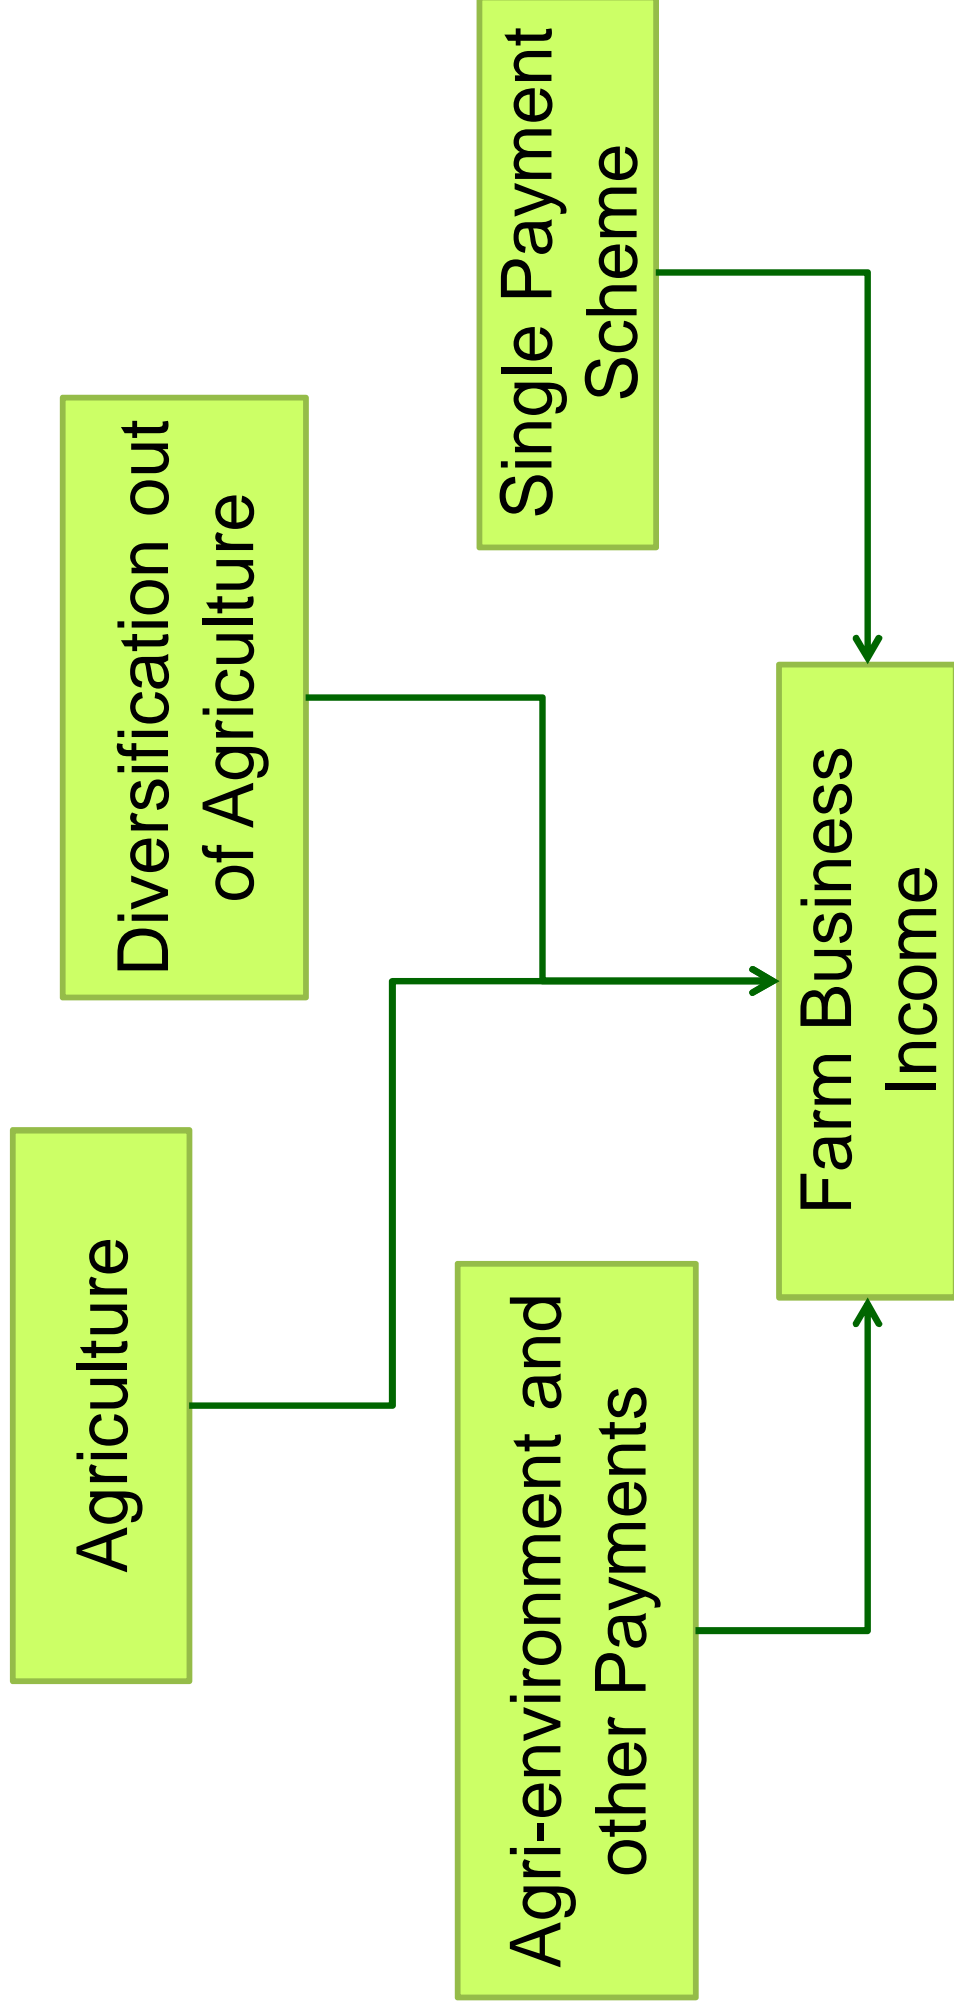 Agriculture
Diversification out
of Agriculture
Agri-environment and
other Payments
Single Payment
Scheme
Farm Business
Income